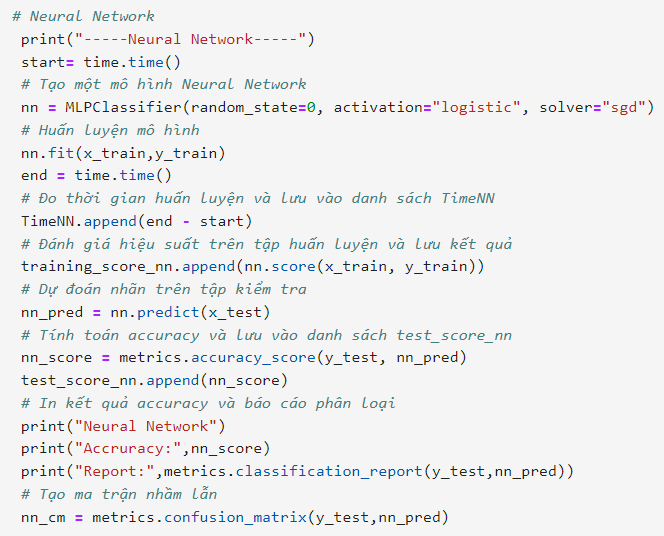 # Neural Network
print("-----Neural Network-----")
start= time.time()
# Tạo một mô hình Neural Network
nn = MLPClassifier(random_state=0, activation="logistic", solver="sgd")
# Huấn luyện mô hình
nn.fit(x_train,y_train)
end = time.time()
# Đo thời gian huấn luyện và lưu vào danh sách TimeNN
TimeNN.append(end - start)
# Đánh giá hiệu suất trên tập huấn luyện và lưu kết quả
training_score_nn.append(nn.score(x_train, y_train))
# Dự đoán nhãn trên tập kiểm tra
nn_pred = nn.predict(x_test)
# Tính toán accuracy và lưu vào danh sách test_score_nn
nn_score = metrics.accuracy_score(y_test, nn_pred)
test_score_nn.append(nn_score)
# In kết quả accuracy và báo cáo phân loại
print("Neural Network")
print("Accruracy:",nn_score)
print("Report:",metrics.classification_report(y_test,nn_pred))
# Tạo ma trận nhầm lẫn
nn_cm = metrics.confusion_matrix(y_test,nn_pred)